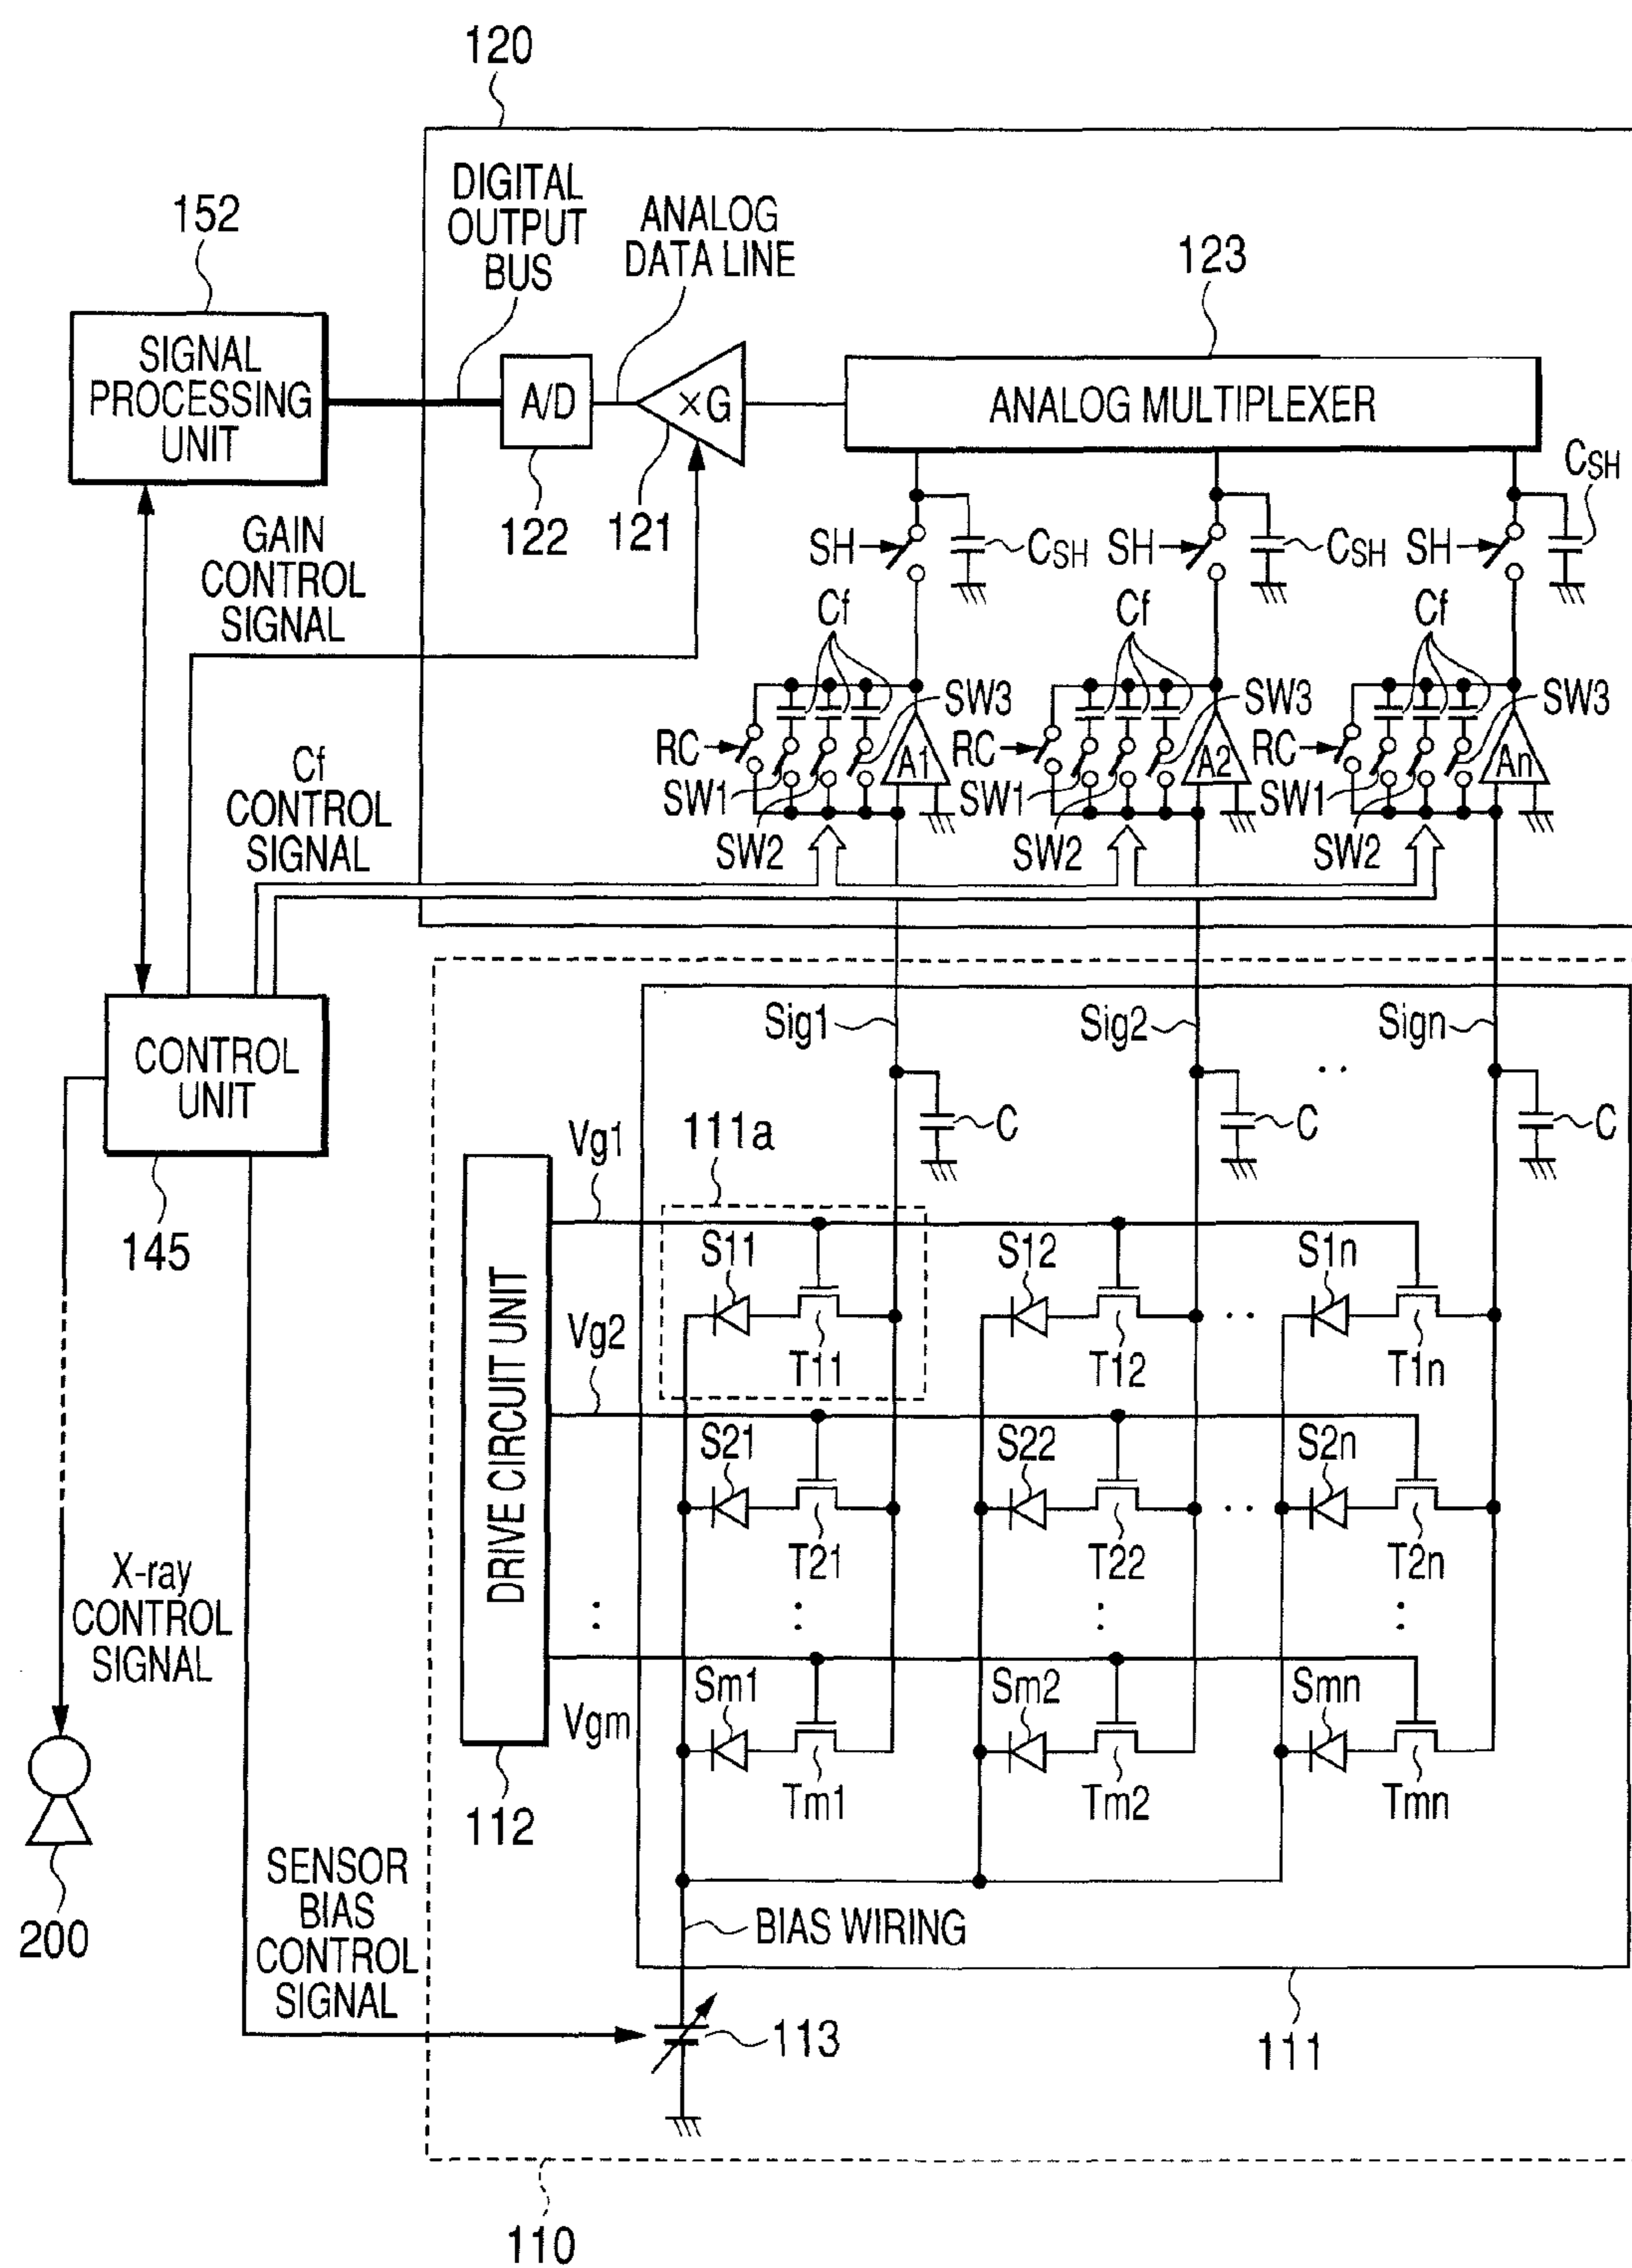 120
DIGITAL
OUTPUT
BUS
ANALOG
DATA LINE
152
123
SIGNAL
PROCESSING
UNIT
A/D
×G
ANALOG MULTIPLEXER
122
121
GAIN
CONTROL
SIGNAL
SH
CSH
SH
CSH
SH
CSH
Cf
Cf
Cf
RC
SW1
SW2
SW3
A1
RC
SW1
SW2
SW3
A2
RC
SW1
SW2
SW3
An
Cf
CONTROL
SIGNAL
CONTROL
UNIT
145
Sig1
Sig2
Sign
C
C
C
111a
Vg1
S11
T11
S12
T12
S1n
T1n
Vg2
S21
T21
S22
T22
S2n
T2n
DRIVE CIRCUIT UNIT
Vgm
Sm1
Tm1
Sm2
Tm2
Smn
Tmn
112
X-ray
CONTROL
SIGNAL
200
SENSOR
BIAS
CONTROL
SIGNAL
BIAS WIRING
113
111
110